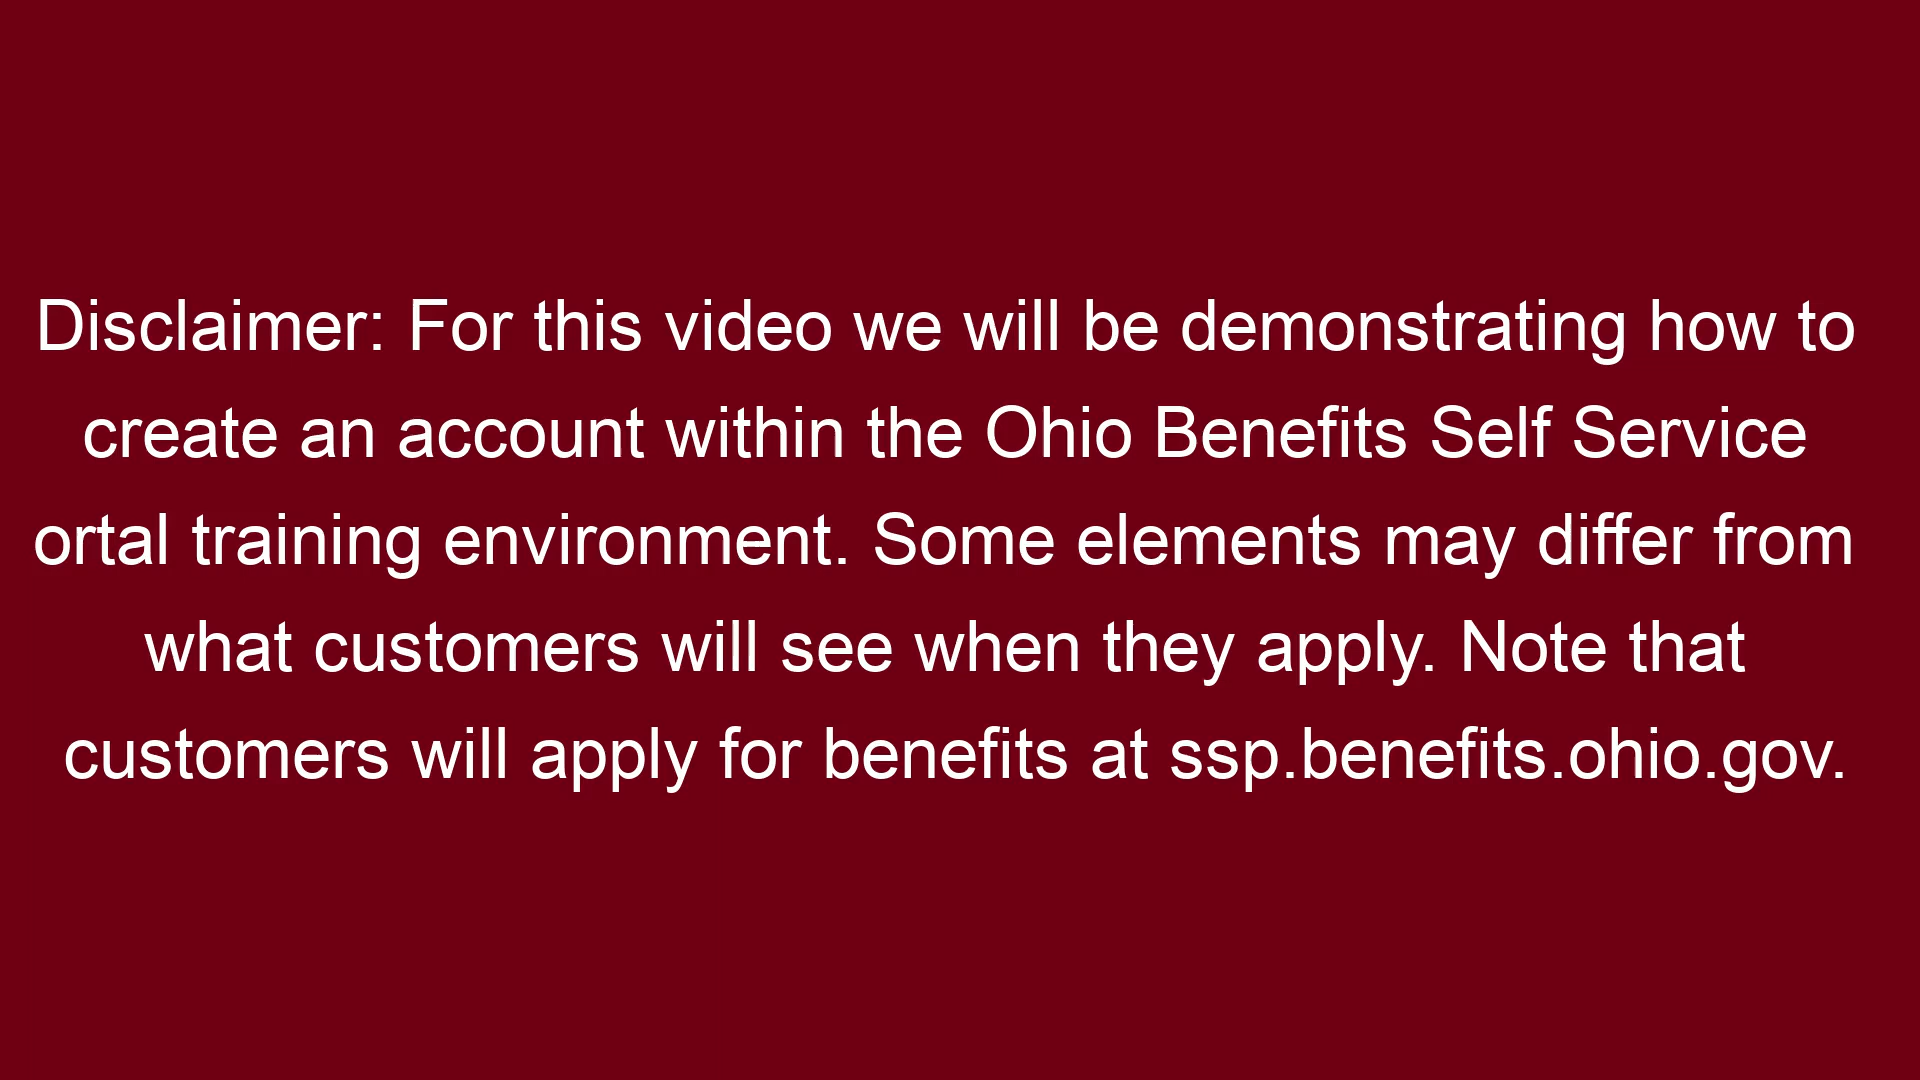 Disclaimer: For this video we will be demonstrating how to
create an account within the Ohio Benefits Self Service
ortal training environment. Some elements may differ from
what customers will see when they apply. Note that
customers will apply for benefits at ssp.benefits.ohio.gov.